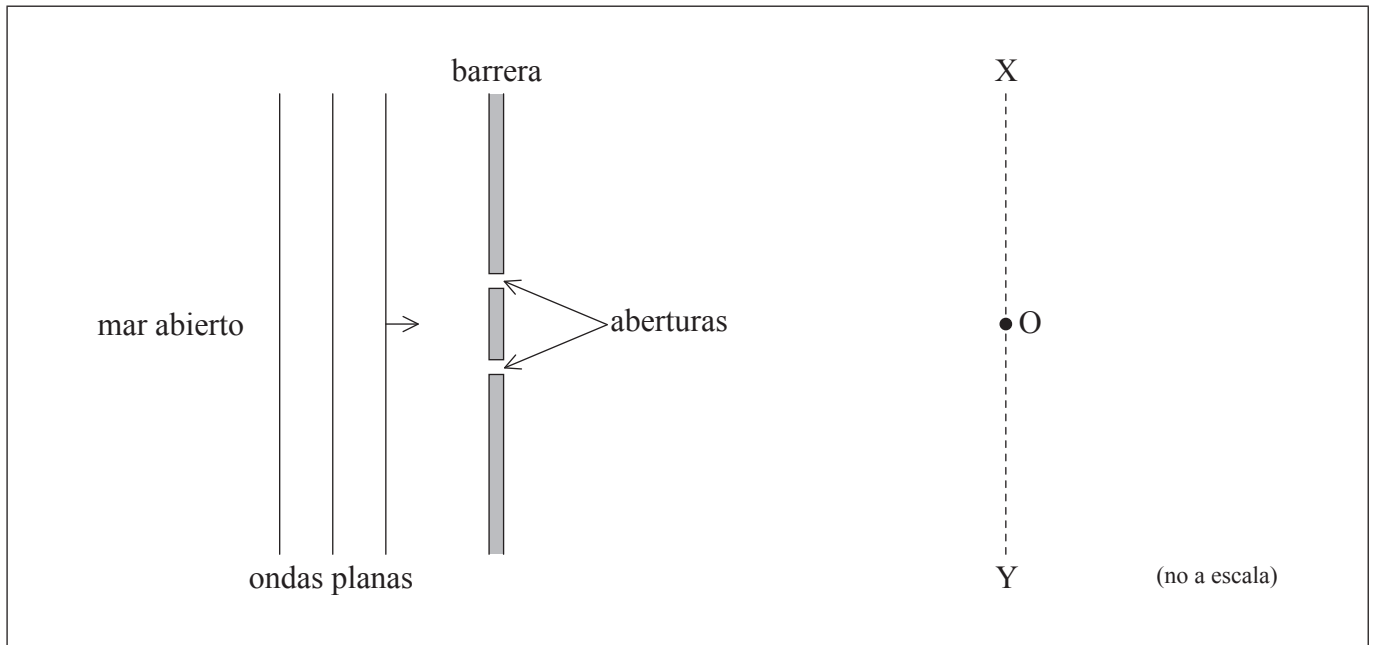 barrera
X
mar abierto
aberturas
O
ondas planas
Y
(no a escala)